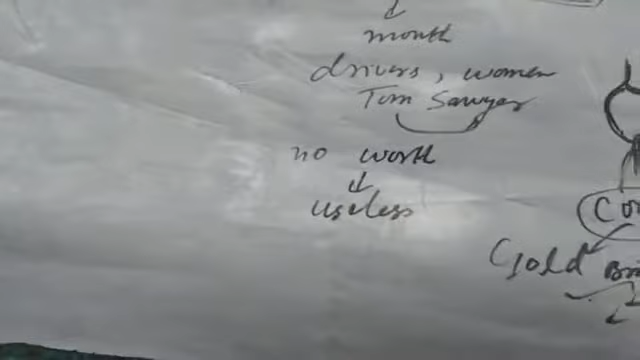 month
drivers, women
Tom Sawyer
no worth
useless
Gold